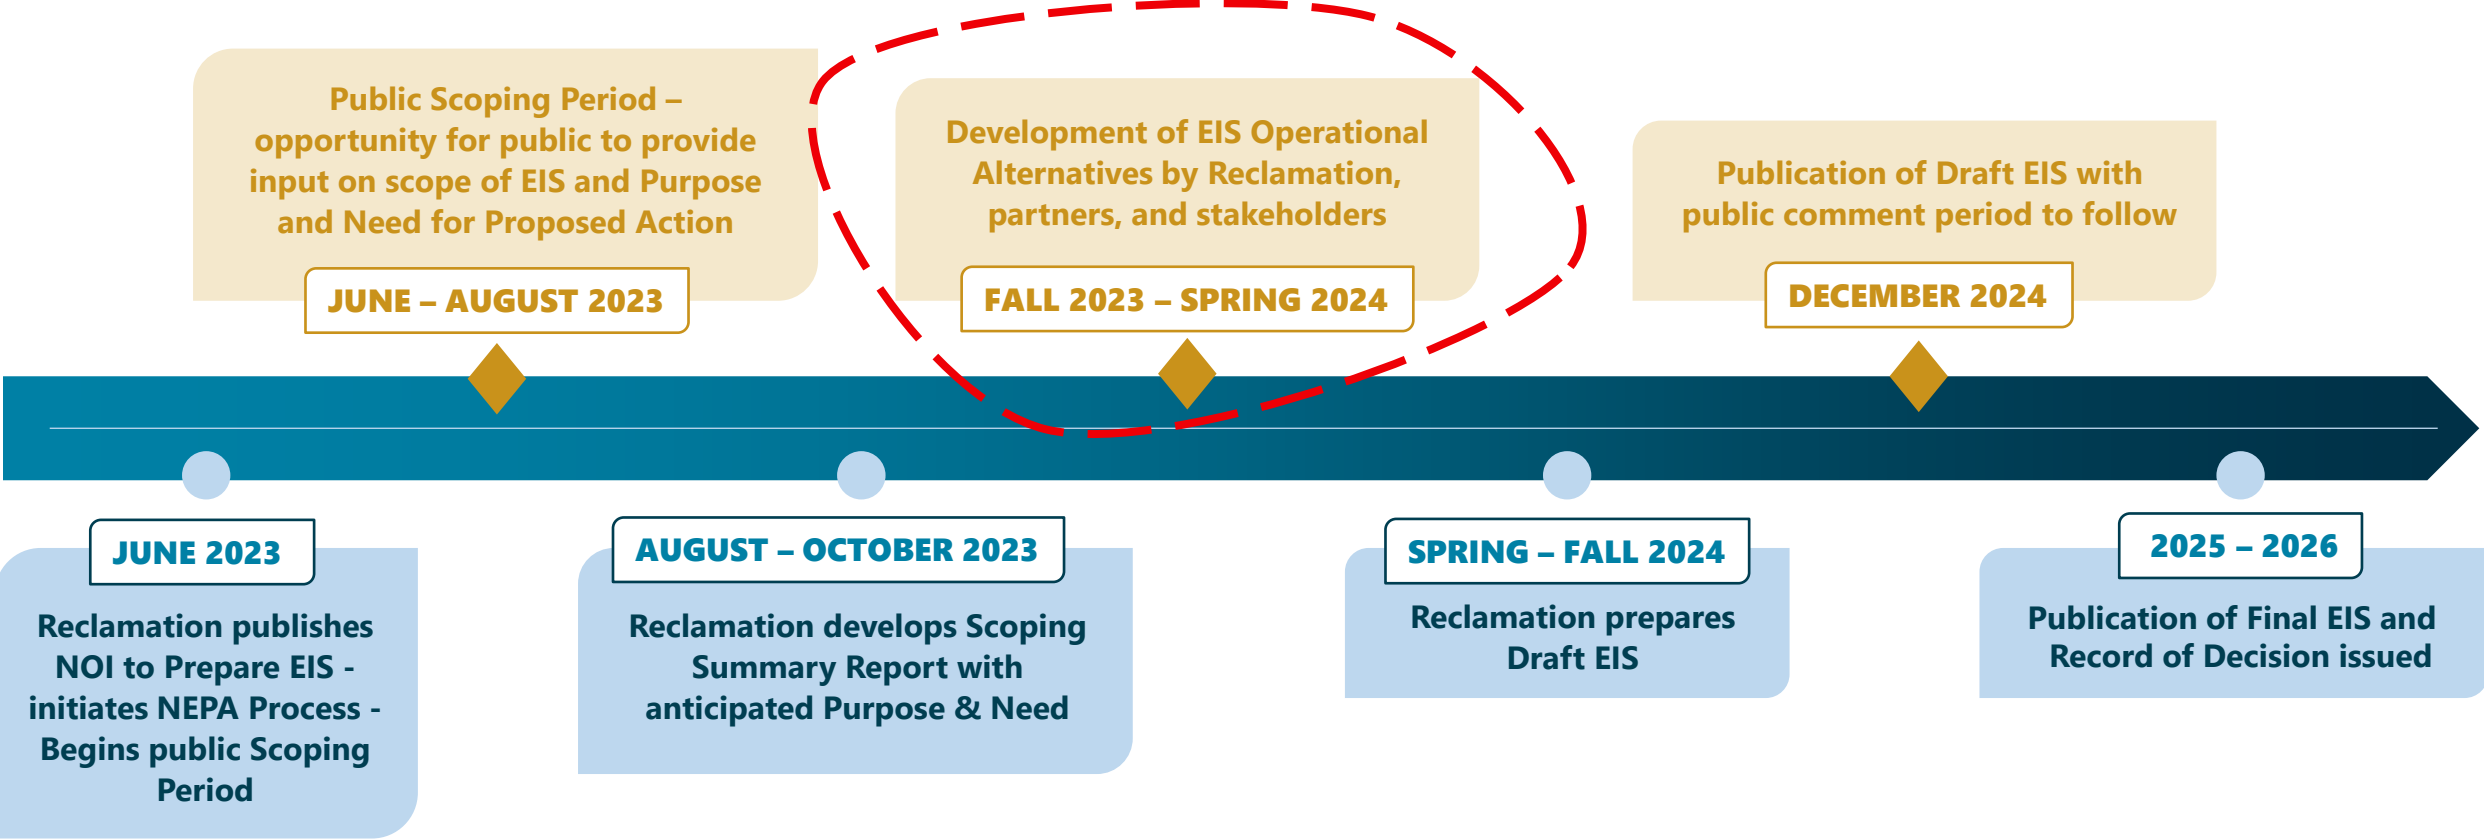 Public Scoping Period –
opportunity for public to provide
input on scope of EIS and Purpose
and Need for Proposed Action
JUNE – AUGUST 2023
Development of EIS Operational
Alternatives by Reclamation,
partners, and stakeholders
FALL 2023 – SPRING 2024
Publication of Draft EIS with
public comment period to follow
DECEMBER 2024
JUNE 2023
Reclamation publishes
NOI to Prepare EIS -
initiates NEPA Process -
Begins public Scoping
Period
AUGUST – OCTOBER 2023
Reclamation develops Scoping
Summary Report with
anticipated Purpose & Need
SPRING – FALL 2024
Reclamation prepares
Draft EIS
2025 – 2026
Publication of Final EIS and
Record of Decision issued